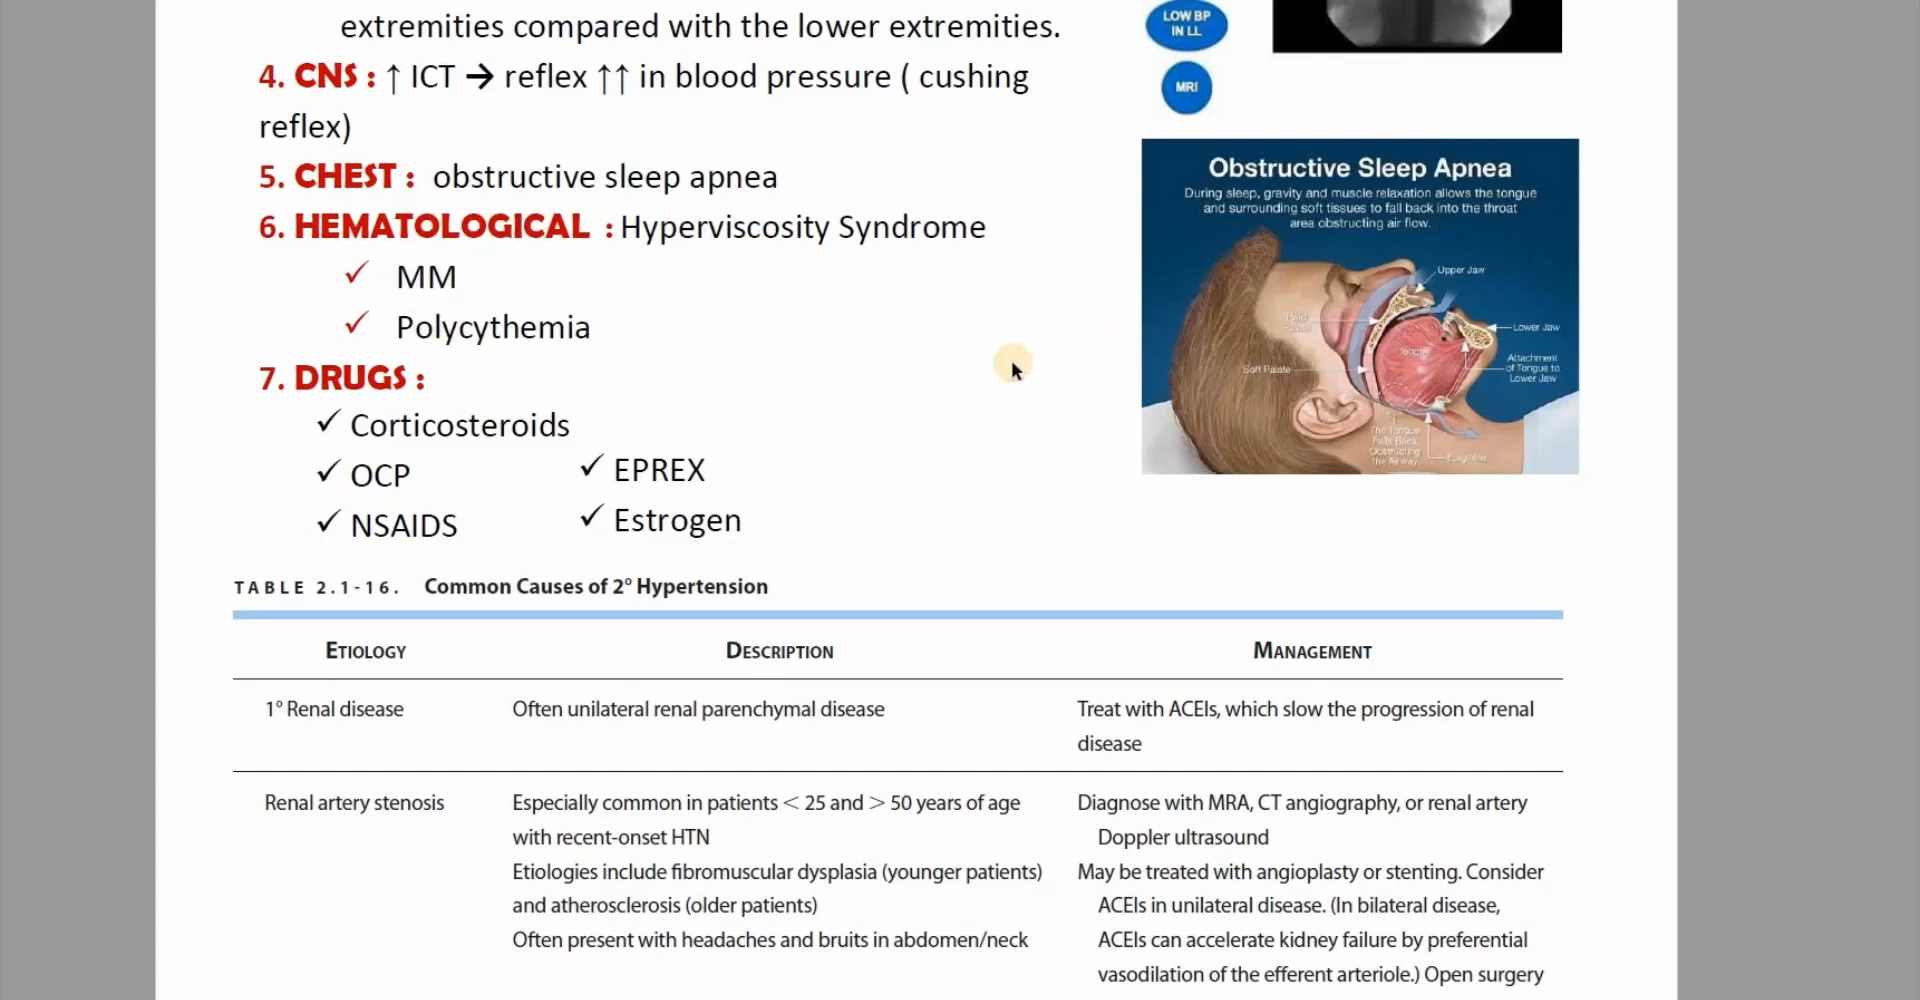 extremities compared with the lower extremities.
4. CNS : ↑ ICT → reflex ↑↑ in blood pressure ( cushing
reflex)
5. CHEST : obstructive sleep apnea
6. HEMATOLOGICAL : Hyperviscosity Syndrome
✓ MM
✓ Polycythemia
7. DRUGS :
✓ Corticosteroids
✓ OCP
✓ EPREX
✓ NSAIDS
✓ Estrogen
LOW BP
IN LL
MRI
Obstructive Sleep Apnea
During sleep, gravity and muscle relaxation allows the tongue
and surrounding soft tissues to fall back into the throat
area obstructing air flow.
Upper Jaw
Lower Jaw
Tongue
Attachment
of Tongue to
Lower Jaw
Soft Palate
The Tongue
Falls Back
Obstructing
the Airway
TABLE 2.1-16. Common Causes of 2° Hypertension
ETIOLOGY DESCRIPTION MANAGEMENT
1° Renal disease
Often unilateral renal parenchymal disease
Treat with ACEIs, which slow the progression of renal
disease
Renal artery stenosis
Especially common in patients < 25 and > 50 years of age
with recent-onset HTN
Etiologies include fibromuscular dysplasia (younger patients)
and atherosclerosis (older patients)
Often present with headaches and bruits in abdomen/neck
Diagnose with MRA, CT angiography, or renal artery
Doppler ultrasound
May be treated with angioplasty or stenting. Consider
ACEIs in unilateral disease. (In bilateral disease,
ACEIs can accelerate kidney failure by preferential
vasodilation of the efferent arteriole.) Open surgery